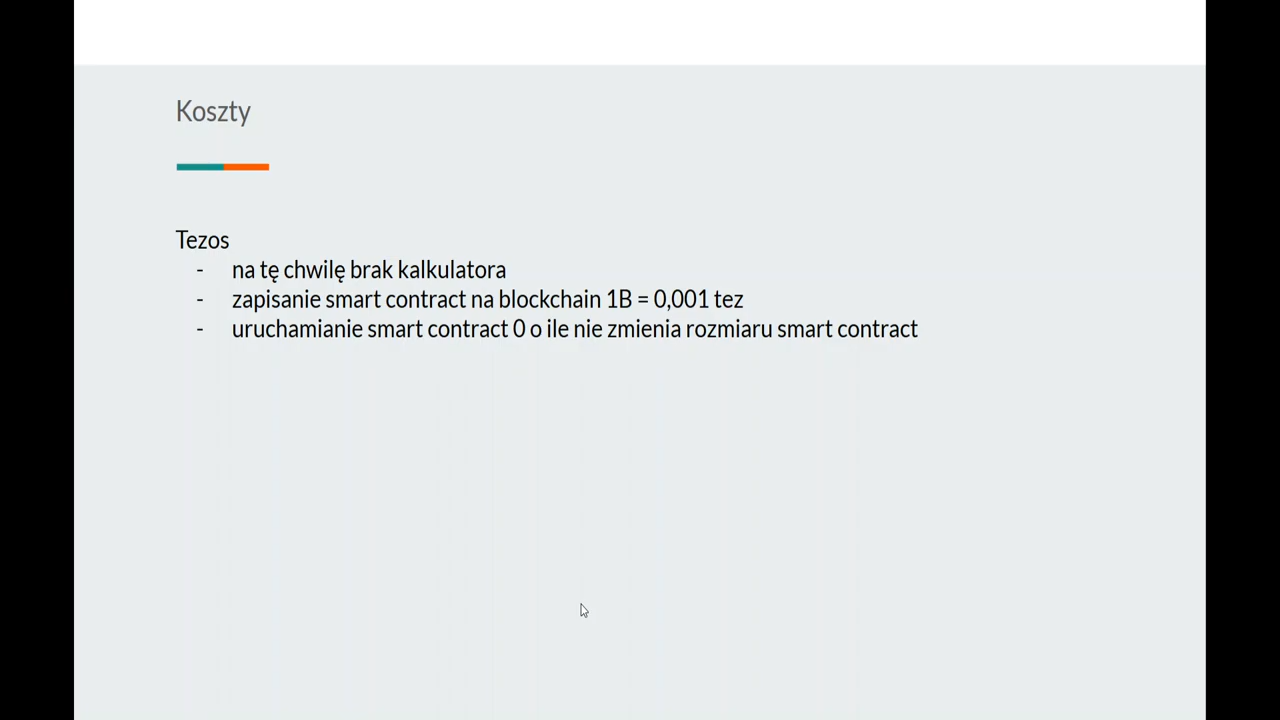 Koszty
Tezos
- na tę chwilę brak kalkulatora
- zapisanie smart contract na blockchain 1B = 0,001 tez
- uruchamianie smart contract 0 o ile nie zmienia rozmiaru smart contract